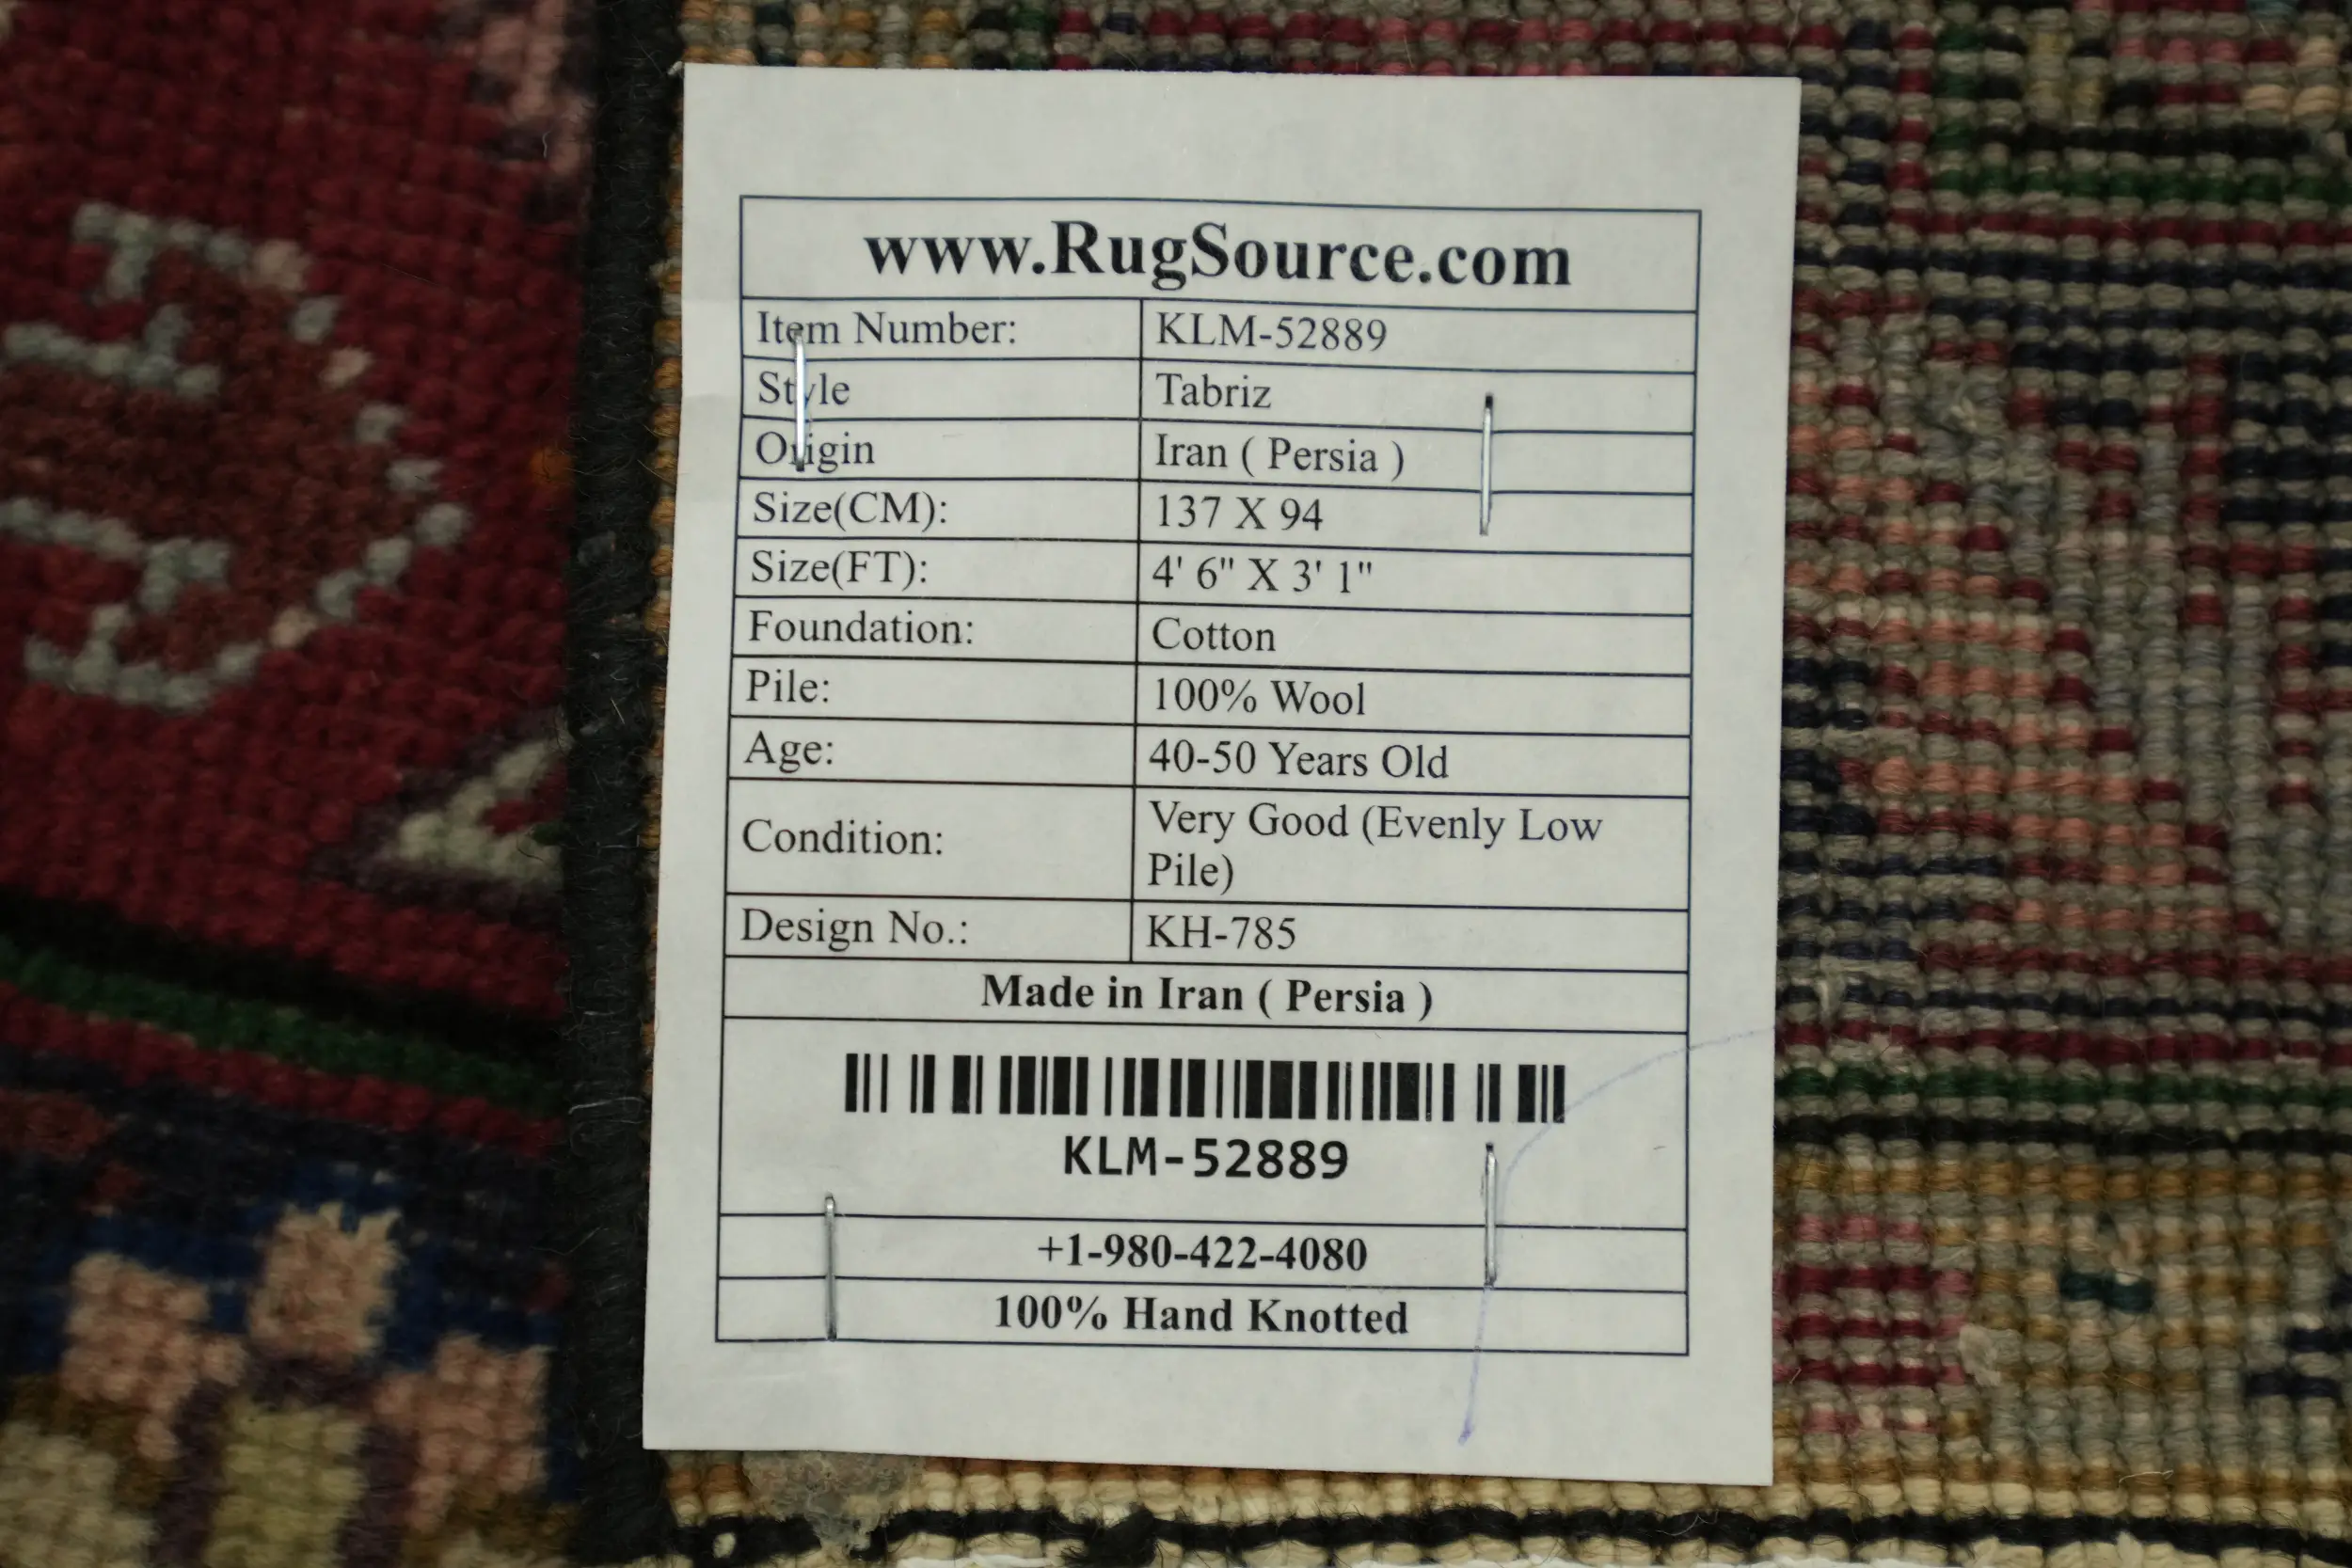 www.RugSource.com
Item Number: KLM-52889
Style Tabriz
Origin Iran ( Persia )
Size(CM): 137 X 94
Size(FT): 4' 6" X 3' 1"
Foundation: Cotton
Pile: 100% Wool
Age: 40-50 Years Old
Condition: Very Good (Evenly Low
Pile)
Design No.: KH-785
Made in Iran ( Persia )
KLM-52889
+1-980-422-4080
100% Hand Knotted